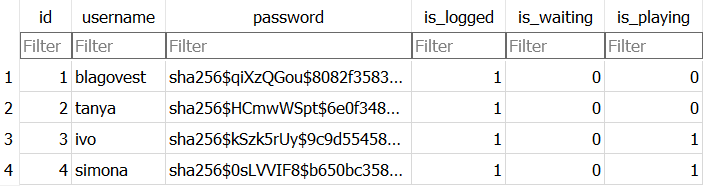 id username password is_logged is_waiting is_playing
Filter Filter Filter Filter Filter Filter
1 1 blagovest sha256$qiXzQGou$8082f3583... 1 0 0
2 2 tanya sha256$HCmwWSpt$6e0f348... 1 0 0
3 3 ivo sha256$kSzk5rUy$9c9d55458... 1 0 1
4 4 simona sha256$0sLVVIF8$b650bc358... 1 0 1